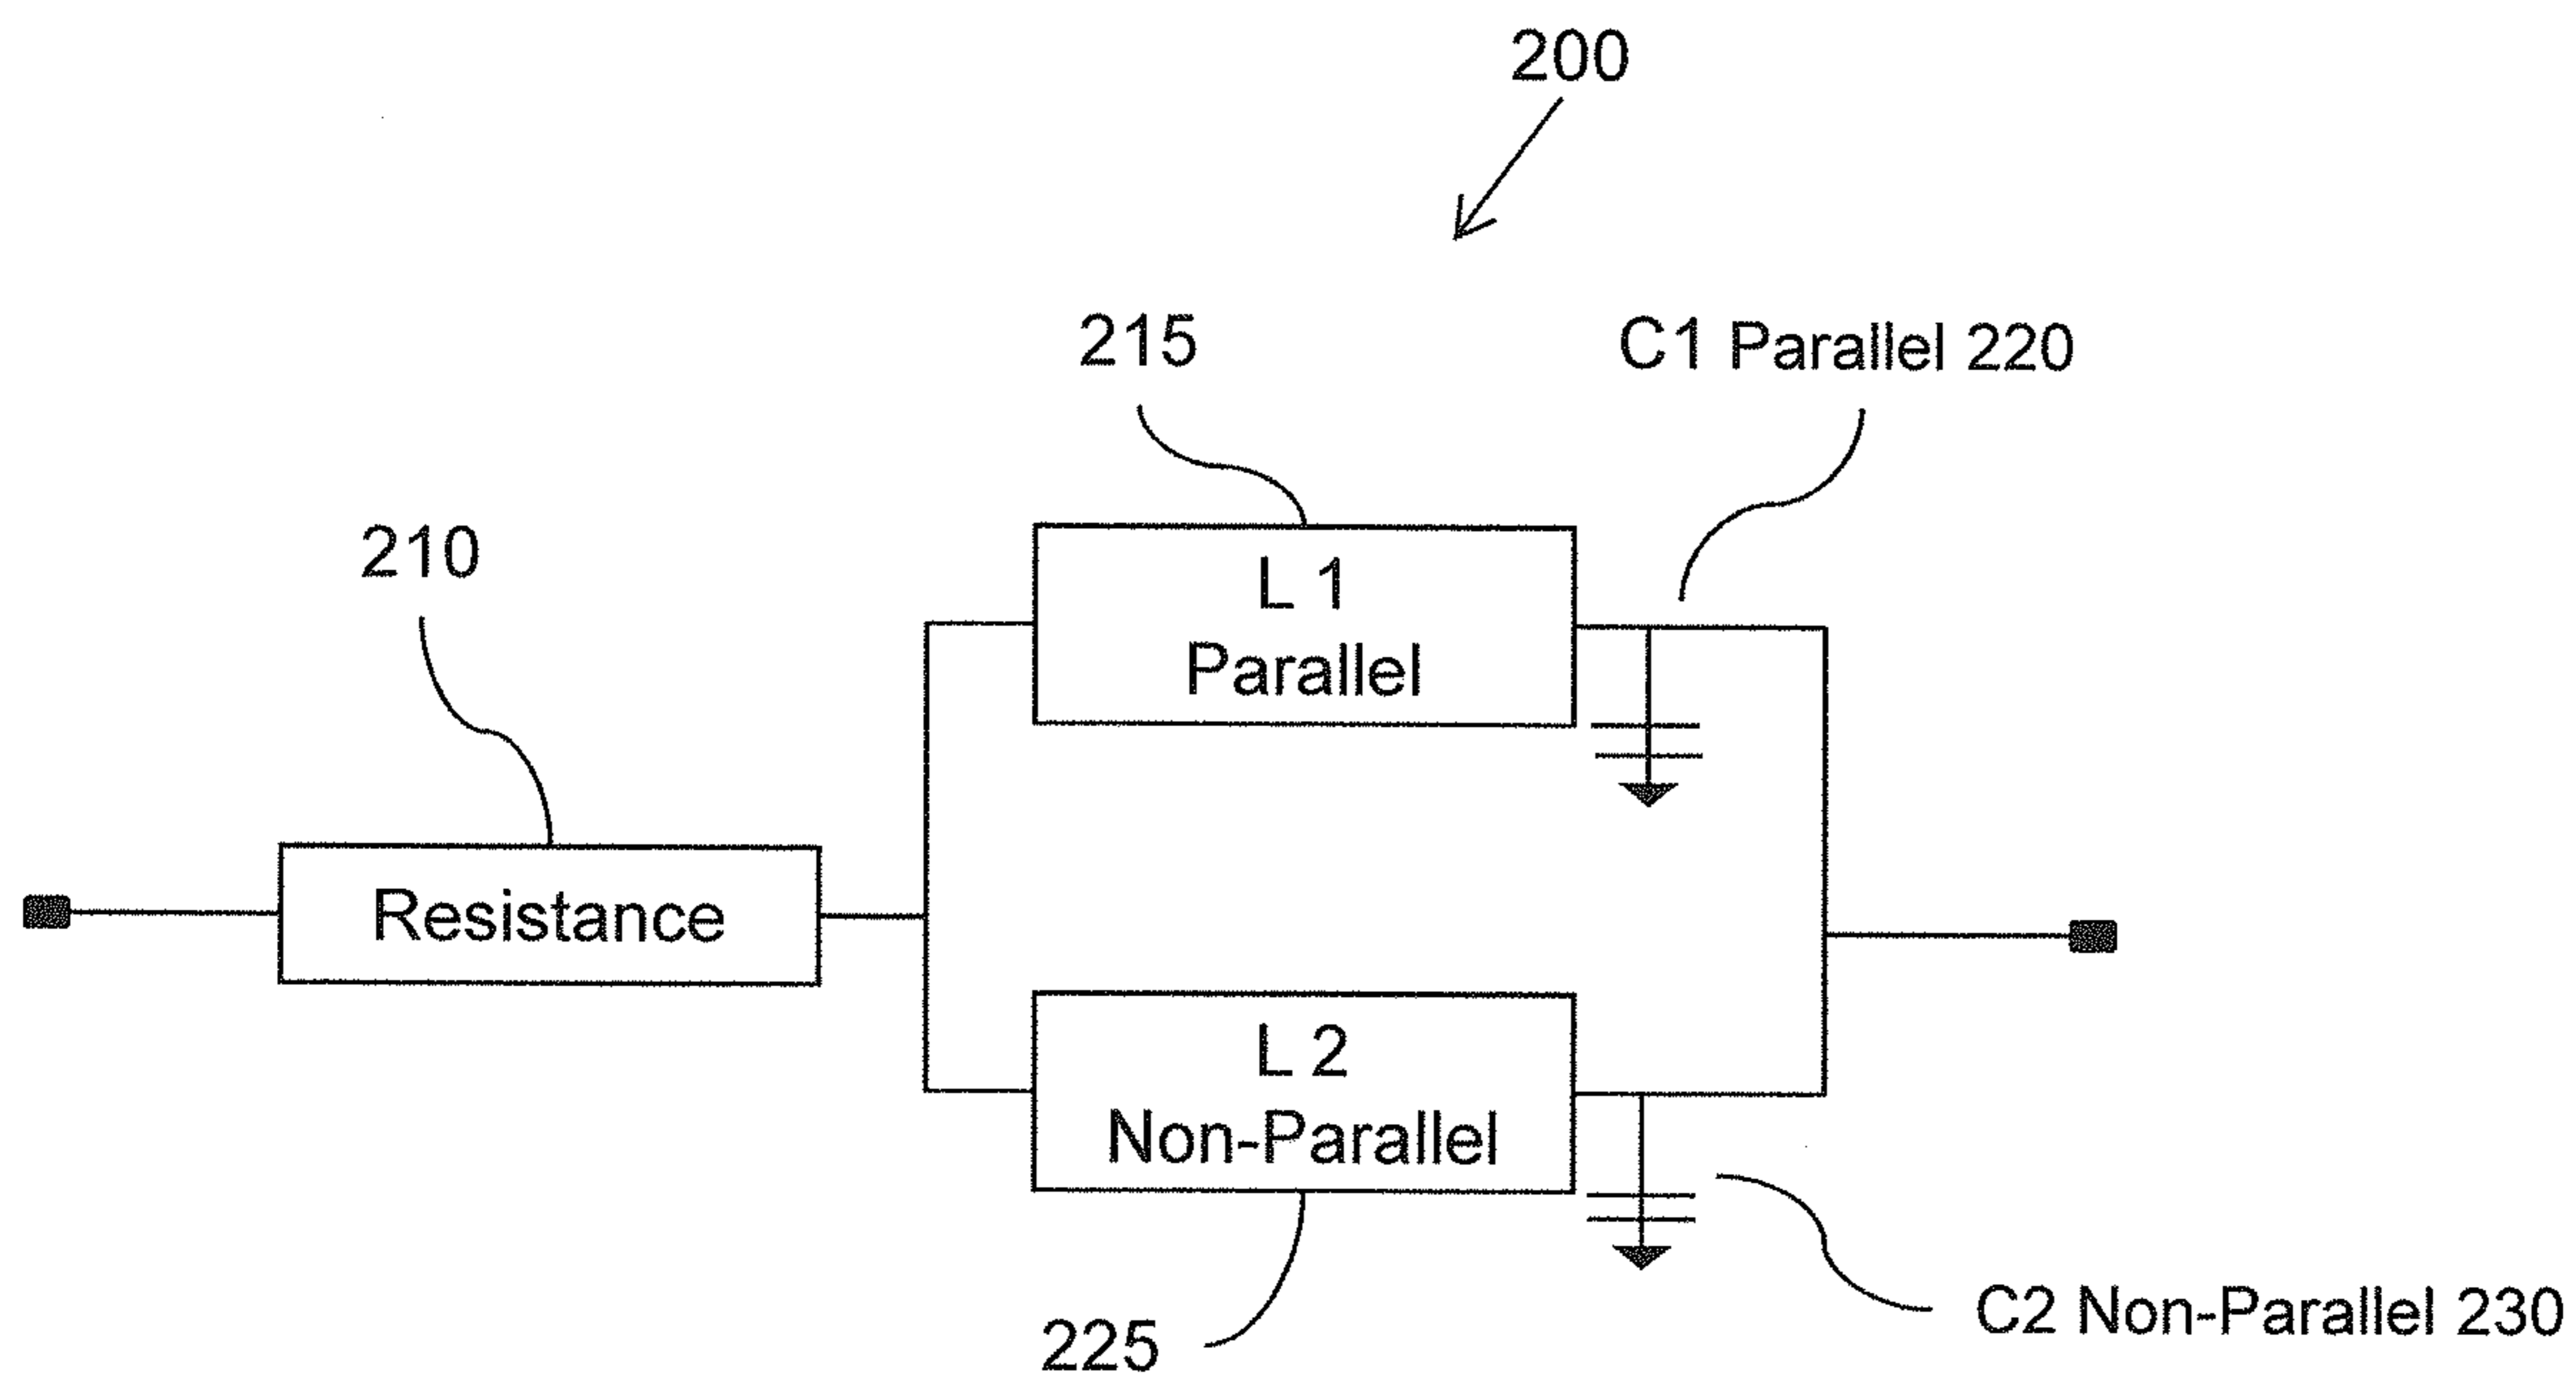 200
215
C1 Parallel 220
210
L 1
Parallel
Resistance
L 2
Non-Parallel
225
C2 Non-Parallel 230